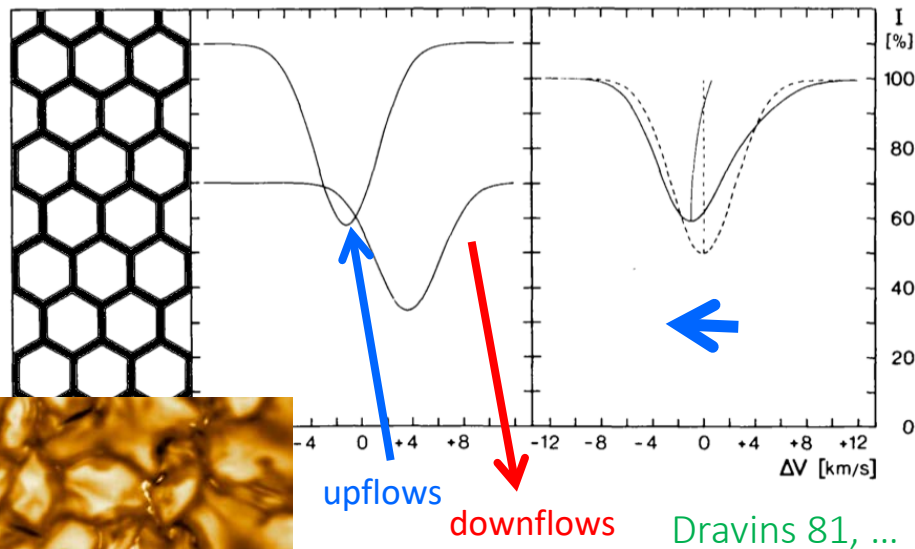 I
[%]
100
80
60
40
20
0
-4 0 +4 +8
-12 -8 -4 0 +4 +8 +12
ΔV [km/s]
upflows
downflows
Dravins 81, ...